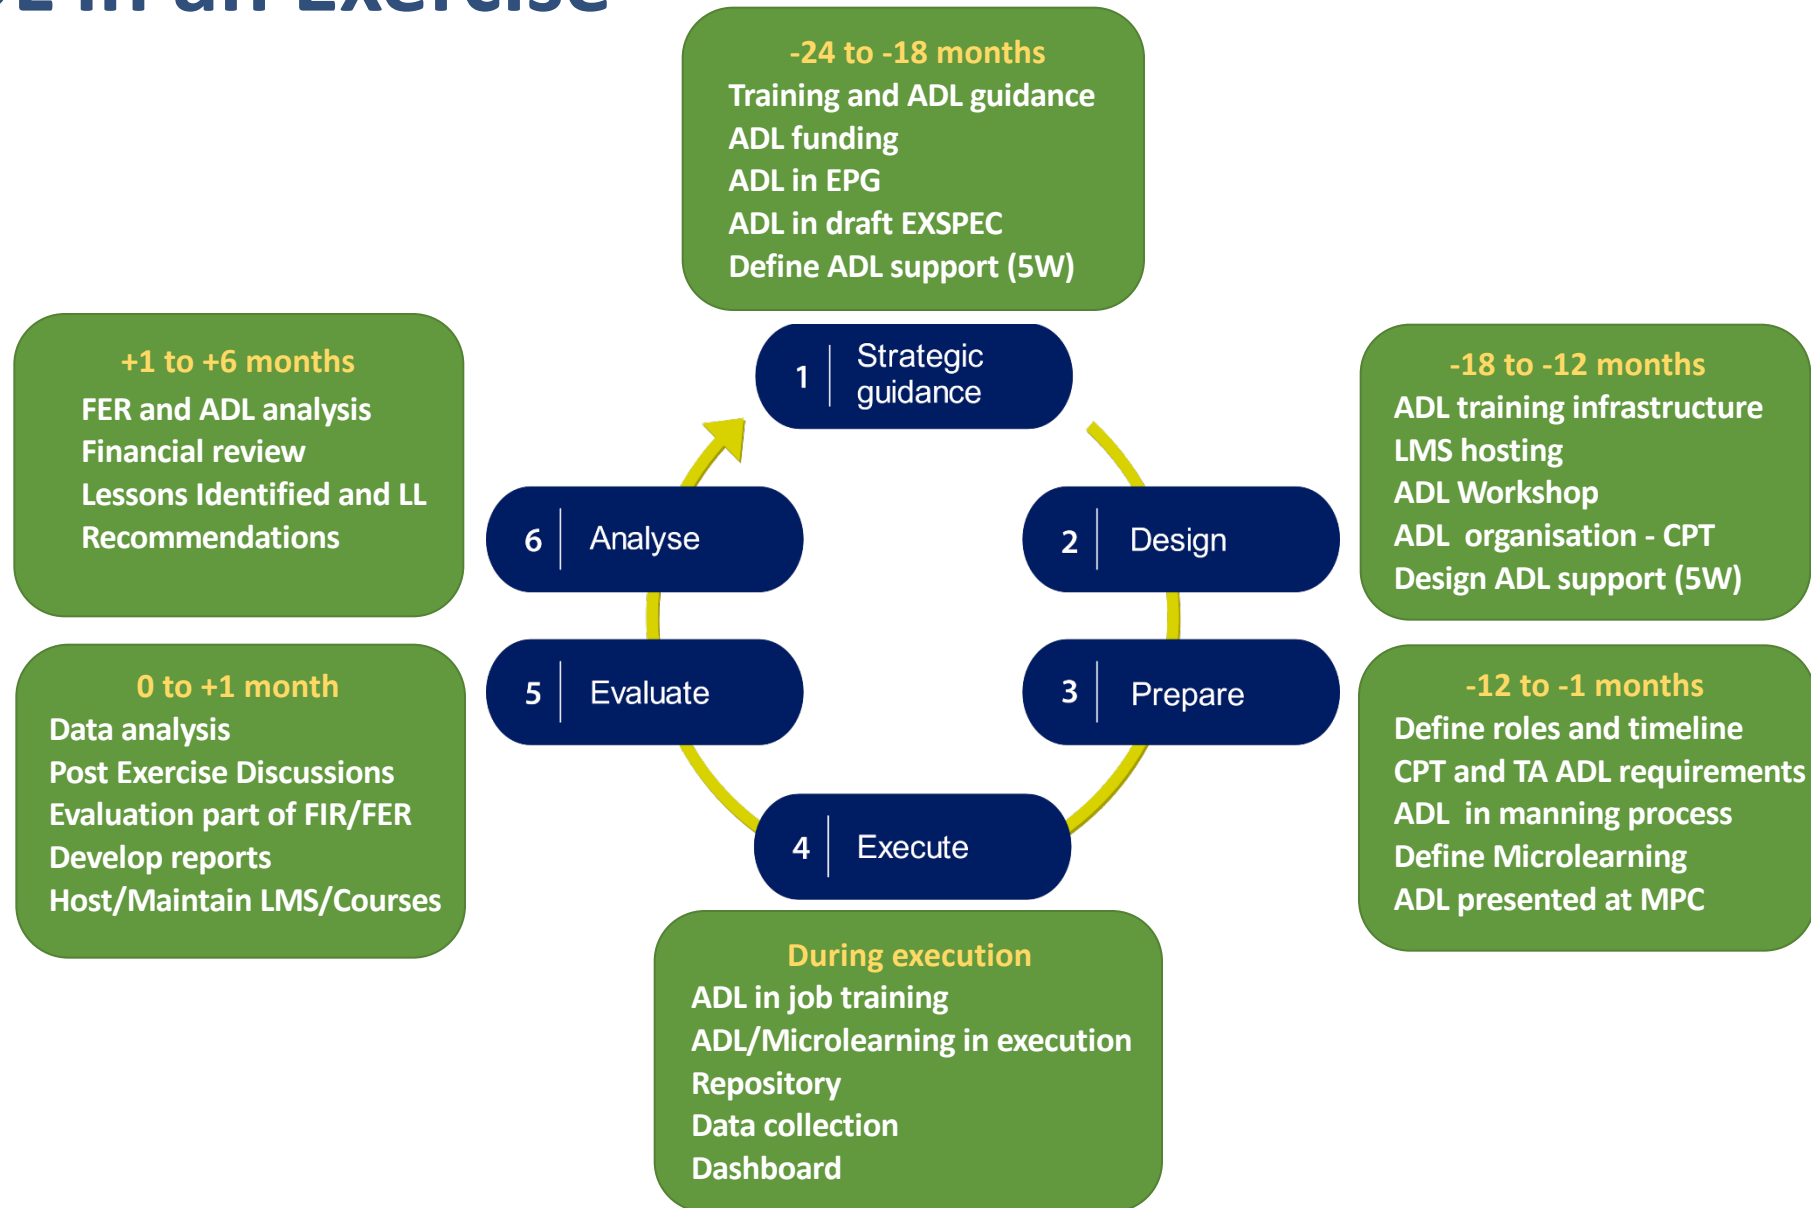 in an Exercise
-24 to -18 months
Training and ADL guidance
ADL funding
ADL in EPG
ADL in draft EXSPEC
Define ADL support (5W)
1
Strategic
guidance
-18 to -12 months
ADL training infrastructure
LMS hosting
ADL Workshop
ADL  organisation - CPT
Design ADL support (5W)
2
Design
-12 to -1 months
Define roles and timeline
CPT and TA ADL requirements
ADL  in manning process
Define Microlearning
ADL presented at MPC
3
Prepare
4
Execute
During execution
ADL in job training
ADL/Microlearning in execution
Repository
Data collection
Dashboard
5
Evaluate
0 to +1 month
Data analysis
Post Exercise Discussions
Evaluation part of FIR/FER
Develop reports
Host/Maintain LMS/Courses
6
Analyse
+1 to +6 months
FER and ADL analysis
Financial review
Lessons Identified and LL
Recommendations